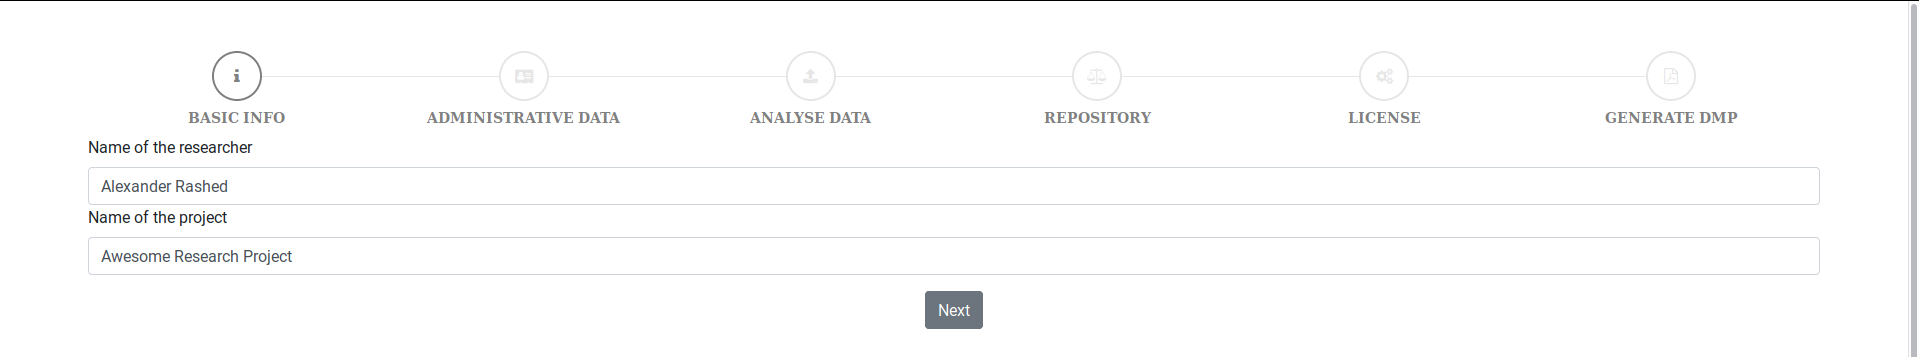 BASIC INFO ADMINISTRATIVE DATA ANALYSE DATA REPOSITORY LICENSE GENERATE DMP
Name of the researcher
Alexander Rashed
Name of the project
Awesome Research Project
Next